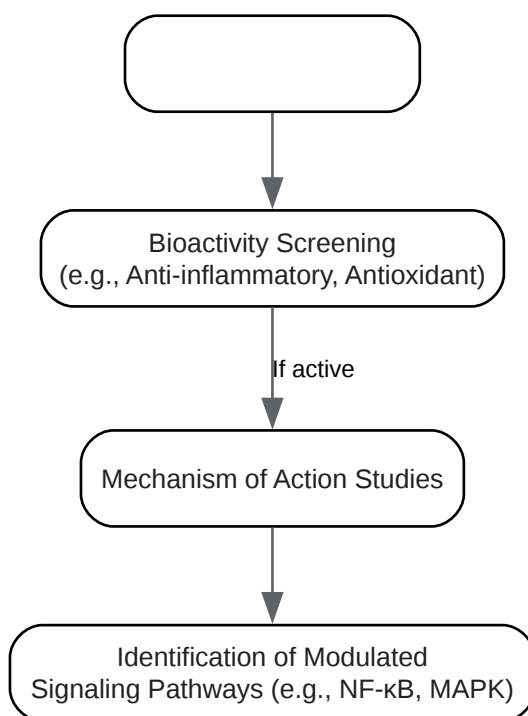 Bioactivity Screening
(e.g., Anti-inflammatory, Antioxidant)
If active
Mechanism of Action Studies
Identification of Modulated
Signaling Pathways (e.g., NF-κB, MAPK)